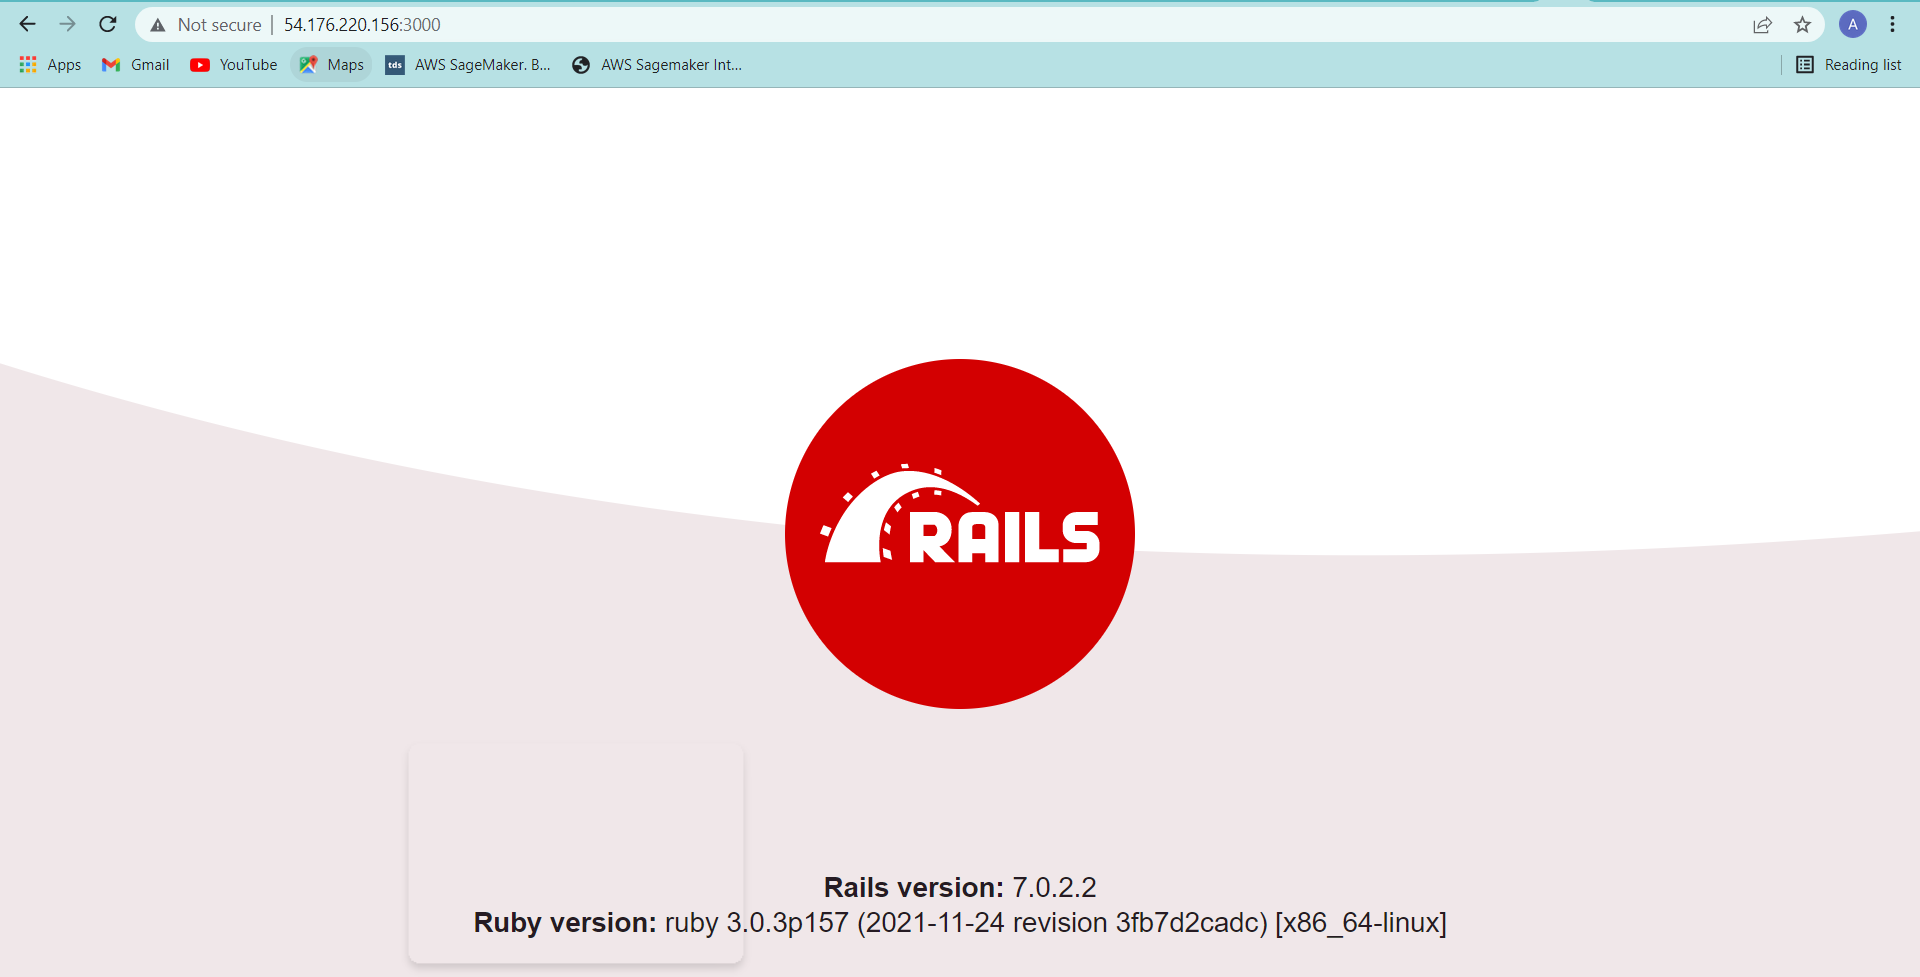 Not secure 54.176.220.156:3000 A
Apps Gmail YouTube Maps tds AWS SageMaker. B... AWS Sagemaker Int... Reading list
RAILS
Rails version: 7.0.2.2
Ruby version: ruby 3.0.3p157 (2021-11-24 revision 3fb7d2cadc) [x86_64-linux]